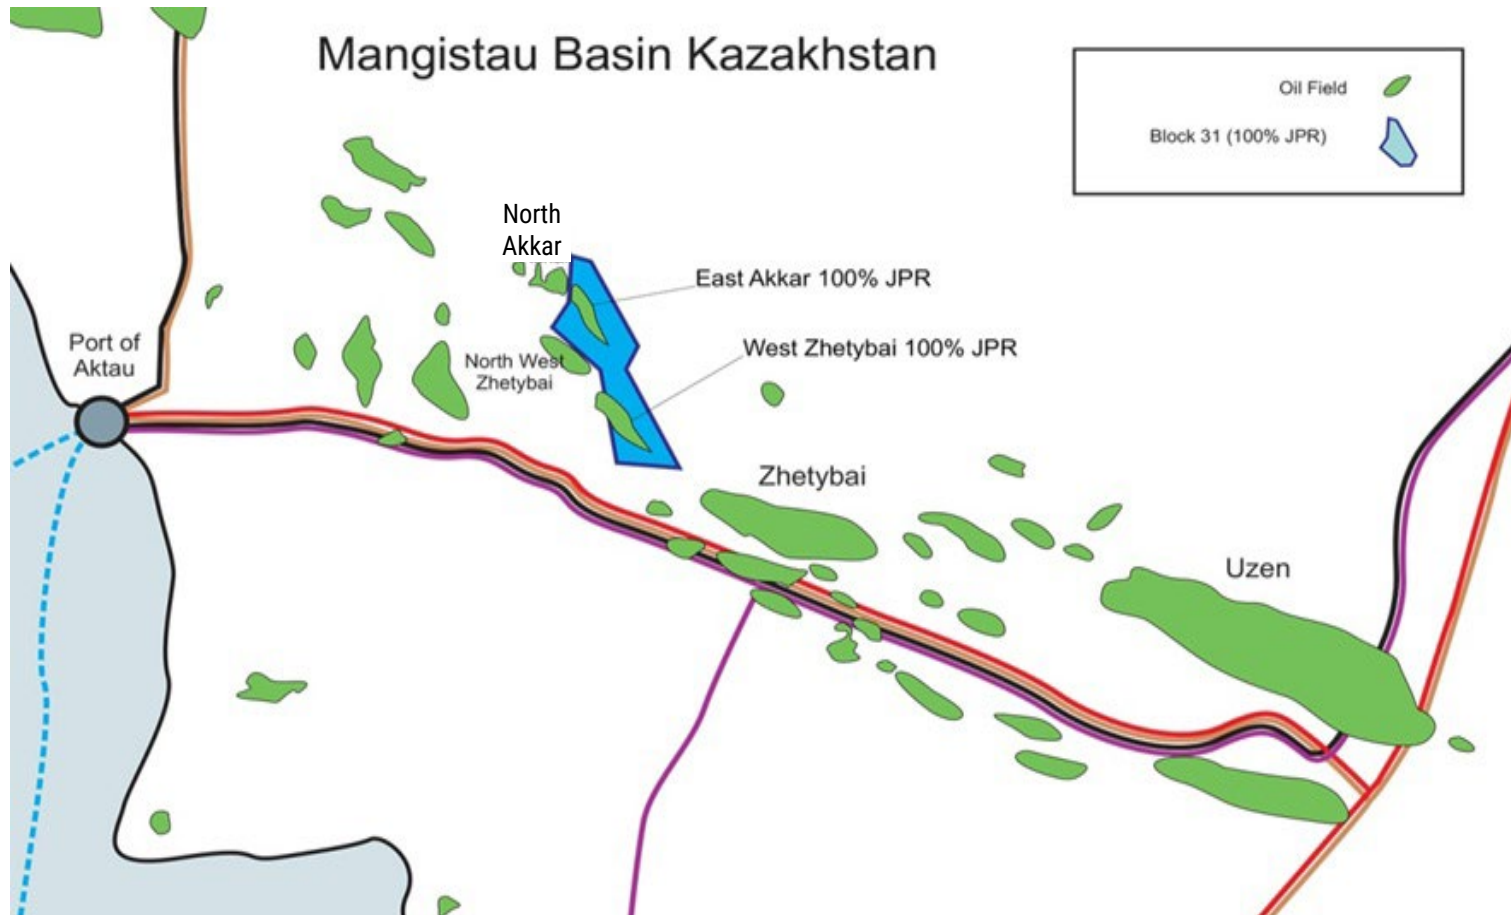 Mangistau Basin Kazakhstan
Oil Field
Block 31 (100% JPR)
North
Akkar
East Akkar 100% JPR
Port of
Aktau
West Zhetybai 100% JPR
North West
Zhetybai
Zhetybai
Uzen